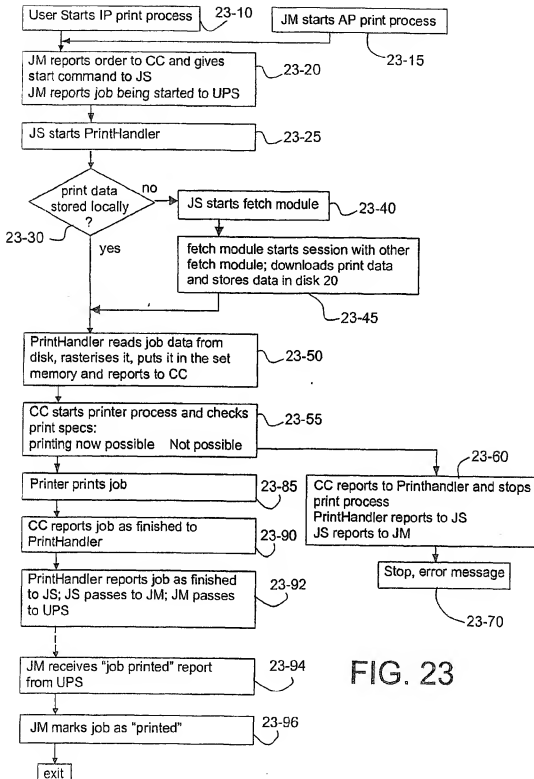 User Starts IP print process
23-10
JM starts AP print process
23-15
JM reports order to CC and gives
start command to JS
JM reports job being started to UPS
23-20
JS starts PrintHandler
23-25
print data
stored locally
?
23-30
no
yes
JS starts fetch module
23-40
fetch module starts session with other
fetch module; downloads print data
and stores data in disk 20
23-45
PrintHandler reads job data from
disk, rasterises it, puts it in the set
memory and reports to CC
23-50
CC starts printer process and checks
print specs:
printing now possible Not possible
23-55
23-60
CC reports to Printhandler and stops
print process
PrintHandler reports to JS
JS reports to JM
Stop, error message
23-70
Printer prints job
23-85
CC reports job as finished to
PrintHandler
23-90
PrintHandler reports job as finished
to JS; JS passes to JM; JM passes
to UPS
23-92
JM receives "job printed" report
from UPS
23-94
JM marks job as "printed"
23-96
exit
FIG. 23